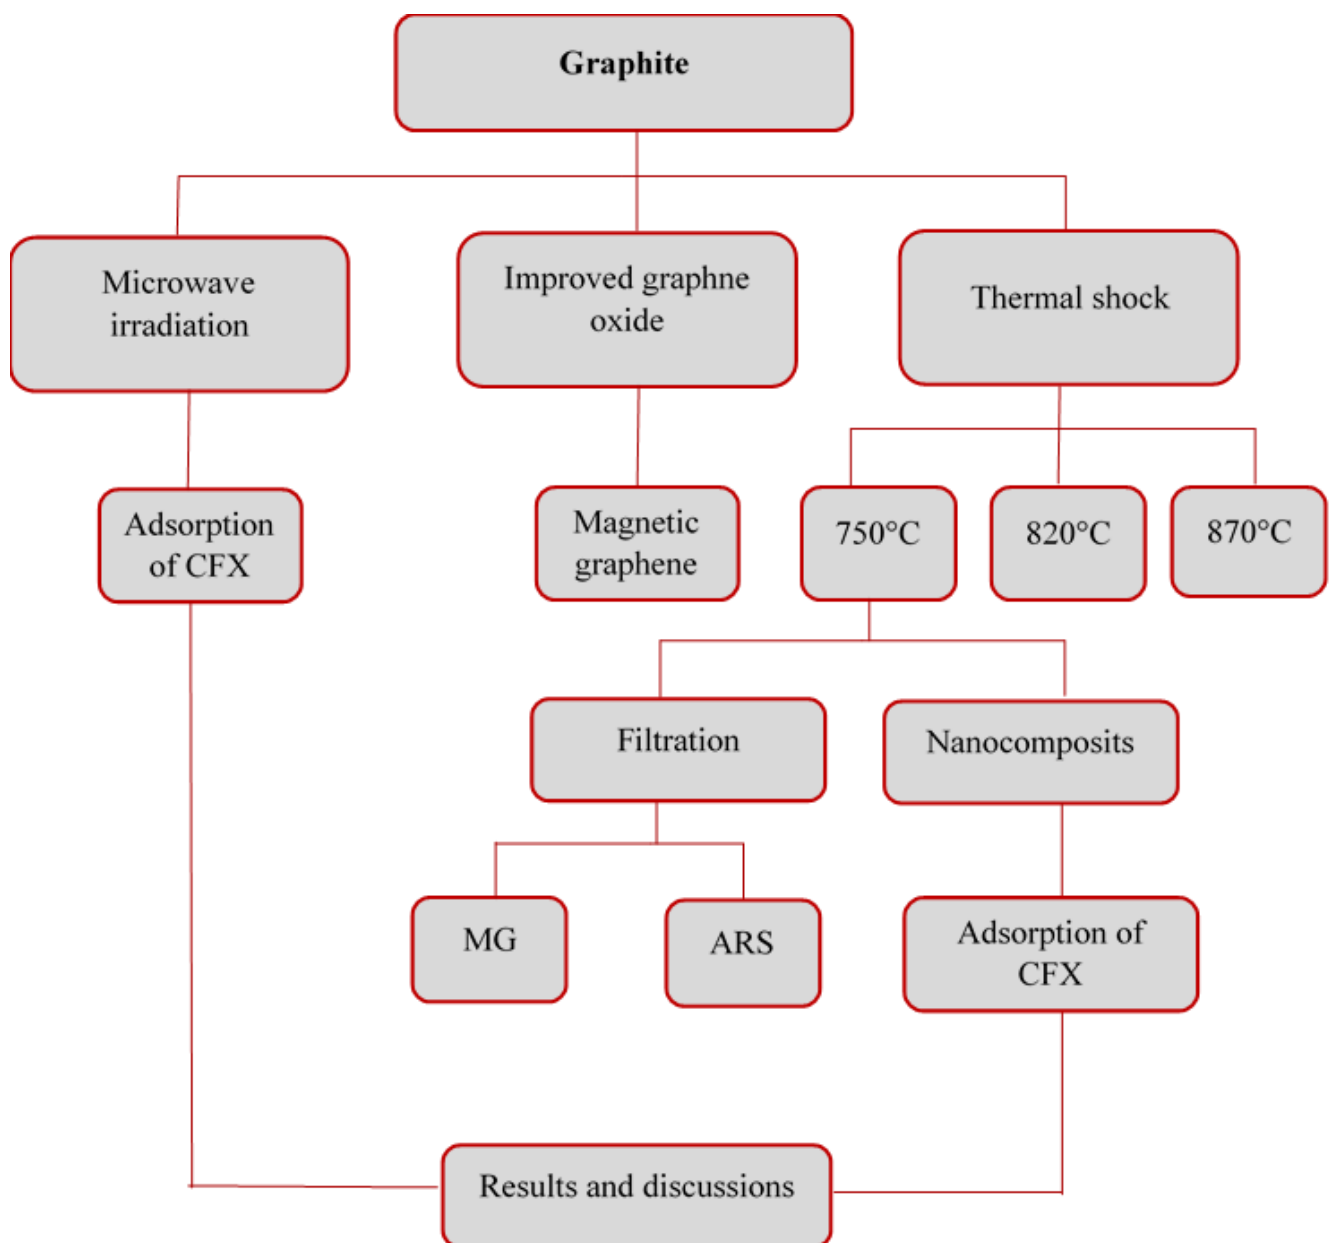 Graphite
Microwave
irradiation
Improved graphne
oxide
Thermal shock
Adsorption
of CFX
Magnetic
graphene
750°C
820°C
870°C
Filtration
Nanocomposits
MG
ARS
Adsorption of
CFX
Results and discussions